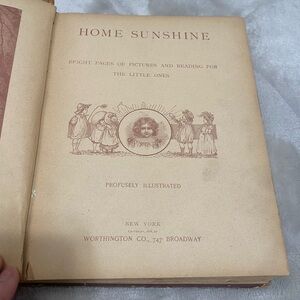 HOME SUNSHINE
BRIGHT PAGES OF PICTURES AND READING FOR
THE LITTLE ONES
PROFUSELY ILLUSTRATED
NEW YORK
WORTHINGTON CO., 747 BROADWAY